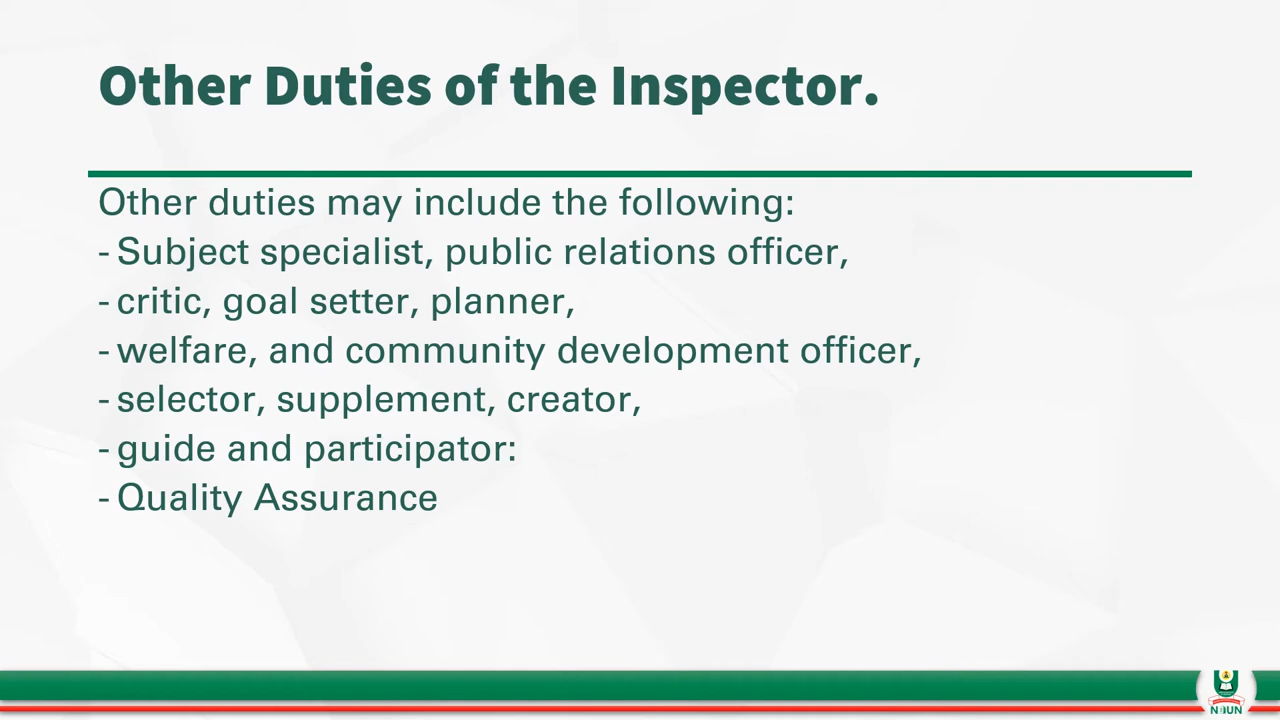 Other Duties of the Inspector.
Other duties may include the following:
- Subject specialist, public relations officer,
- critic, goal setter, planner,
- welfare, and community development officer,
- selector, supplement, creator,
- guide and participator:
- Quality Assurance
NOUN